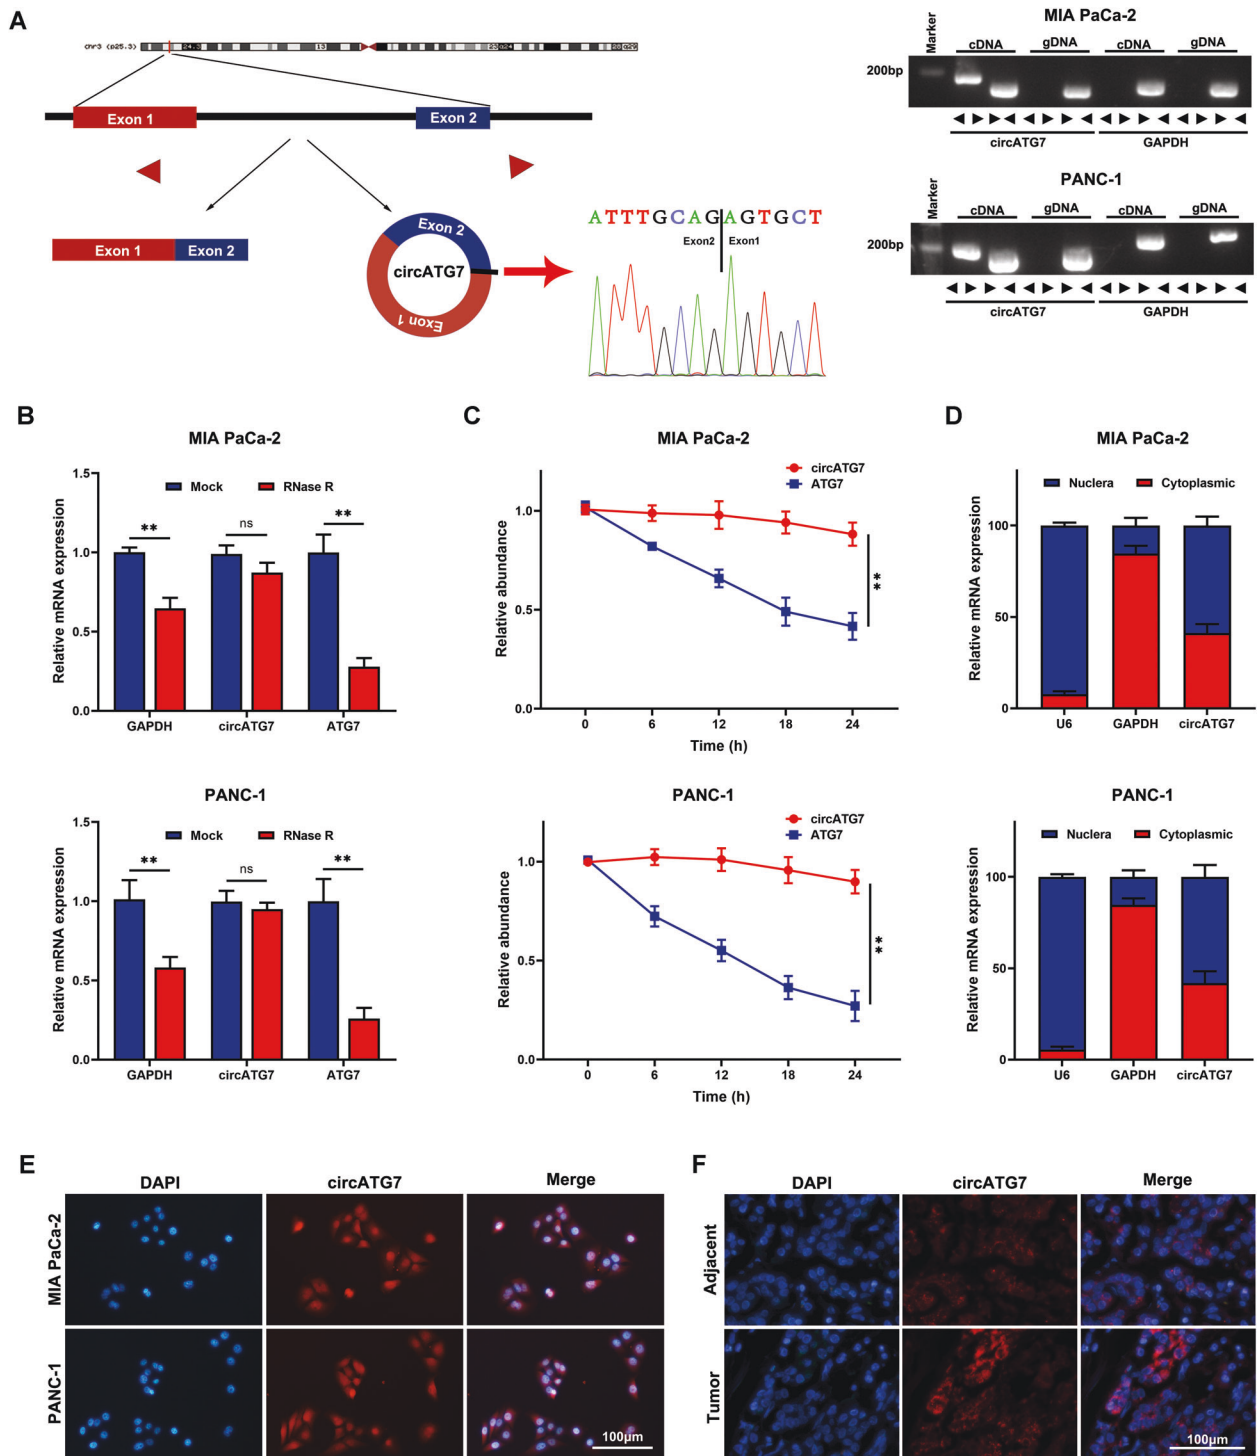 A
chr3 (p25.3)
24.3
13
23
q24
28
q29
Exon 1
Exon 2
Exon 1
Exon 2
Exon 2
circATG7
Exon 1
ATTTGCAGAGTGCT
Exon2
Exon1
MIA PaCa-2
Marker
cDNA
gDNA
cDNA
gDNA
200bp
circATG7
GAPDH
PANC-1
Marker
cDNA
gDNA
cDNA
gDNA
200bp
circATG7
GAPDH
B
MIA PaCa-2
Relative mRNA expression
1.5
1.0
0.5
0.0
Mock
RNase R
**
ns
**
GAPDH
circATG7
ATG7
PANC-1
Relative mRNA expression
1.5
1.0
0.5
0.0
Mock
RNase R
**
ns
**
GAPDH
circATG7
ATG7
C
MIA PaCa-2
Relative abundance
1.0
0.5
0.0
circATG7
ATG7
**
0
6
12
18
24
Time (h)
PANC-1
Relative abundance
1.0
0.5
0.0
circATG7
ATG7
**
0
6
12
18
24
Time (h)
D
MIA PaCa-2
Relative mRNA expression
100
50
0
Nuclera
Cytoplasmic
U6
GAPDH
circATG7
PANC-1
Relative mRNA expression
100
50
0
Nuclera
Cytoplasmic
U6
GAPDH
circATG7
E
DAPI
circATG7
Merge
MIA PaCa-2
PANC-1
100μm
F
DAPI
circATG7
Merge
Adjacent
Tumor
100μm